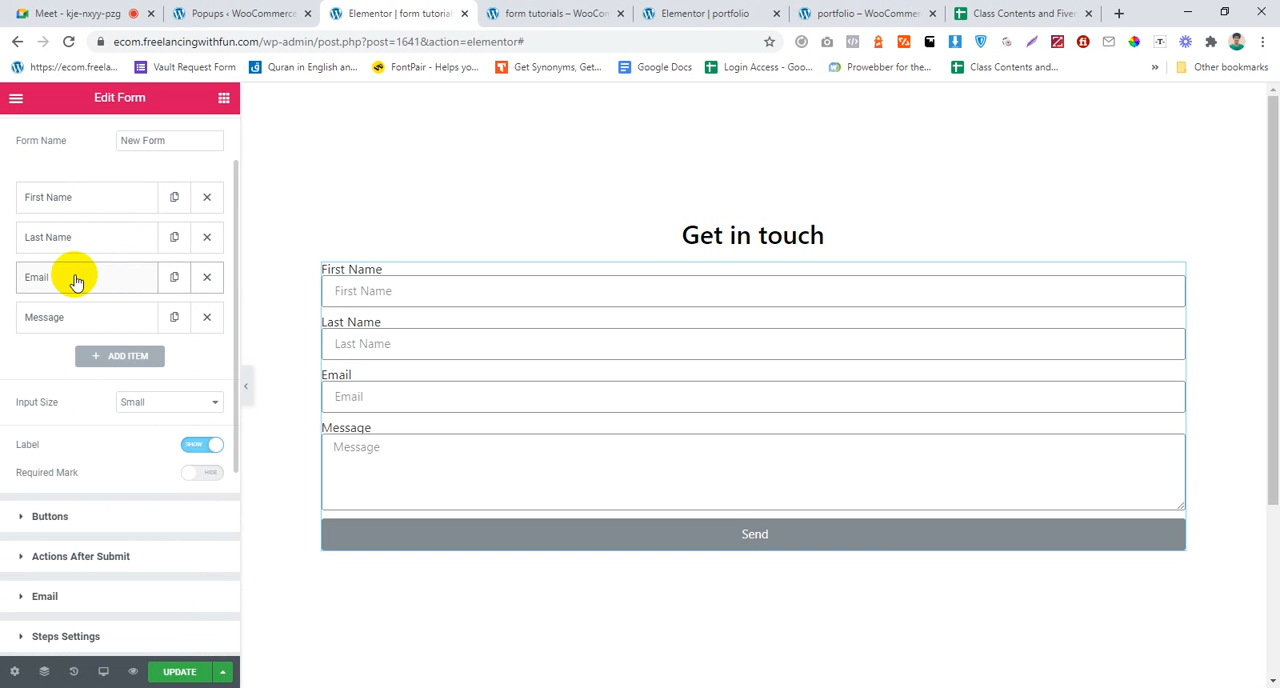 Meet - kje-nxyy-pzg
Popups ‹ WooCommerce
Elementor | form tutorial
form tutorials – WooCon
Elementor | portfolio
portfolio – WooCommer
Class Contents and Fiver
ecom.freelancingwithfun.com/wp-admin/post.php?post=1641&action=elementor#
https://ecom.freela...
Vault Request Form
Quran in English an...
FontPair - Helps yo...
Get Synonyms, Get...
Google Docs
Login Access - Goo...
Prowebber for the...
Class Contents and...
»
Other bookmarks
Edit Form
Form Name
New Form
First Name
Last Name
Email
Message
+ ADD ITEM
Input Size
Small
Label
SHOW
Required Mark
HIDE
Buttons
Actions After Submit
Email
Steps Settings
UPDATE
Get in touch
First Name
First Name
Last Name
Last Name
Email
Email
Message
Message
Send